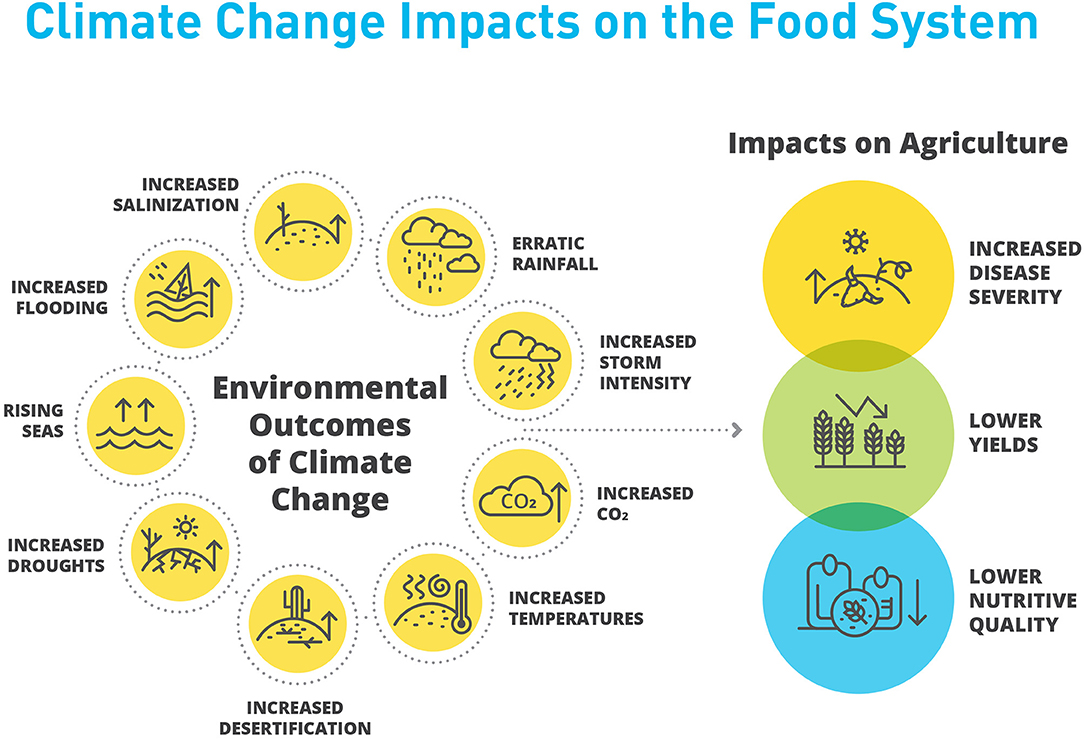 Climate Change Impacts on the Food System
Impacts on Agriculture
INCREASED
SALINIZATION
ERRATIC
RAINFALL
INCREASED
FLOODING
INCREASED
STORM
INTENSITY
RISING
SEAS
Environmental
Outcomes
of Climate
Change
INCREASED
CO₂
CO₂
INCREASED
DROUGHTS
INCREASED
TEMPERATURES
INCREASED
DESERTIFICATION
INCREASED
DISEASE
SEVERITY
LOWER
YIELDS
LOWER
NUTRITIVE
QUALITY